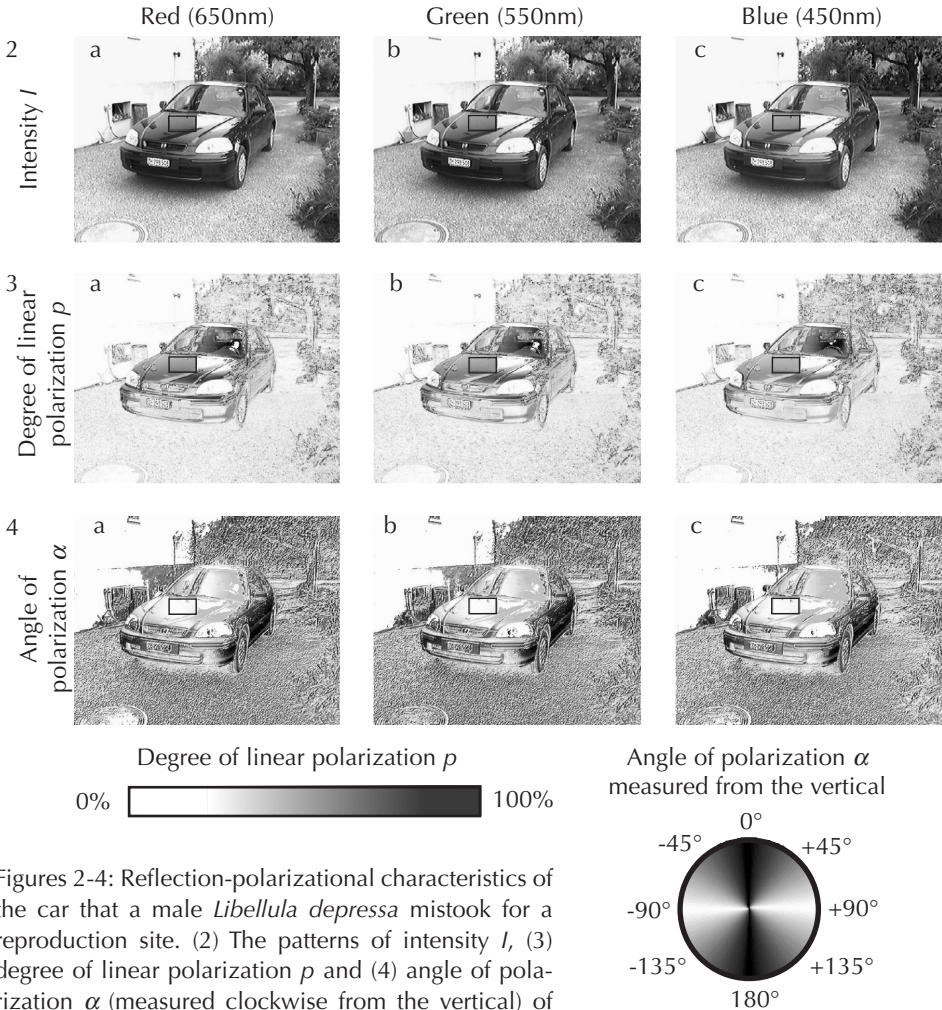 Red (650nm) Green (550nm) Blue (450nm)
2
Intensity I
a b c
3
Degree of linear
polarization p
a b c
4
Angle of
polarization α
a b c
Degree of linear polarization p
0% 100%
Angle of polarization α
measured from the vertical
0°
-45° +45°
-90° +90°
-135° +135°
180°
Figures 2-4: Reflection-polarizational characteristics of
the car that a male Libellula depressa mistook for a
reproduction site. (2) The patterns of intensity I, (3)
degree of linear polarization p and (4) angle of pola-
rization α (measured clockwise from the vertical) of